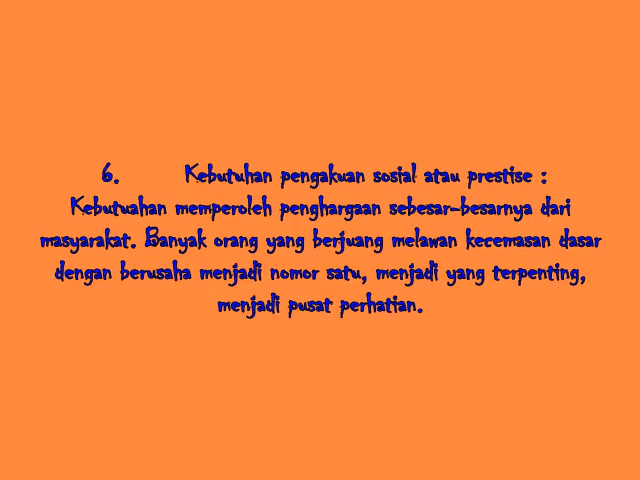 6. Kebutuhan pengakuan sosial atau prestise :
Kebutuahan memperoleh penghargaan sebesar-besarnya dari
masyarakat. Banyak orang yang berjuang melawan kecemasan dasar
dengan berusaha menjadi nomor satu, menjadi yang terpenting,
menjadi pusat perhatian.